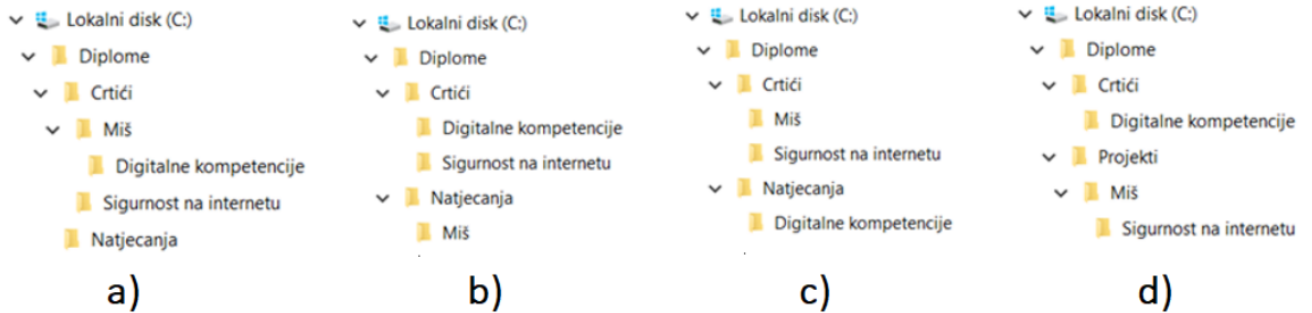 Lokalni disk (C:)
Diplome
Crtići
Miš
Digitalne kompetencije
Sigurnost na internetu
Natjecanja
a)
Lokalni disk (C:)
Diplome
Crtići
Digitalne kompetencije
Sigurnost na internetu
Natjecanja
Miš
b)
Lokalni disk (C:)
Diplome
Crtići
Miš
Sigurnost na internetu
Natjecanja
Digitalne kompetencije
c)
Lokalni disk (C:)
Diplome
Crtići
Digitalne kompetencije
Projekti
Miš
Sigurnost na internetu
d)